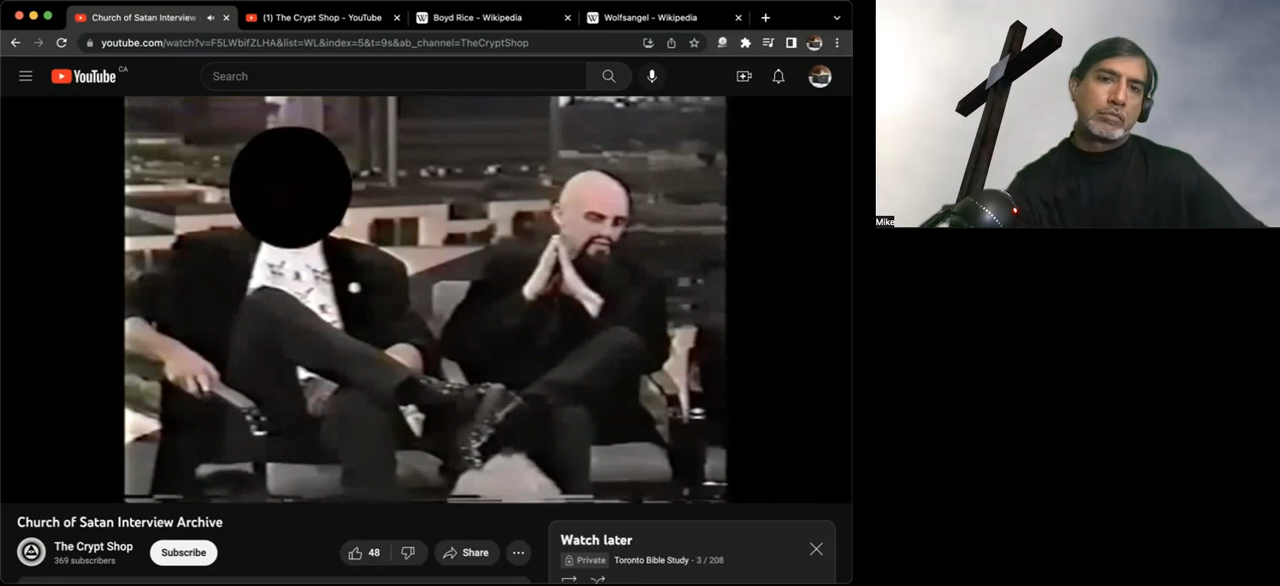 Church of Satan Interview
(1) The Crypt Shop - YouTube
Boyd Rice - Wikipedia
Wolfsangel - Wikipedia
youtube.com/watch?v=F5LWbifZLHA&list=WL&index=5&t=9s&ab_channel=TheCryptShop
YouTube CA
Search
Mike
Church of Satan Interview Archive
The Crypt Shop
369 subscribers
Subscribe
48
Share
Watch later
Private Toronto Bible Study - 3 / 208